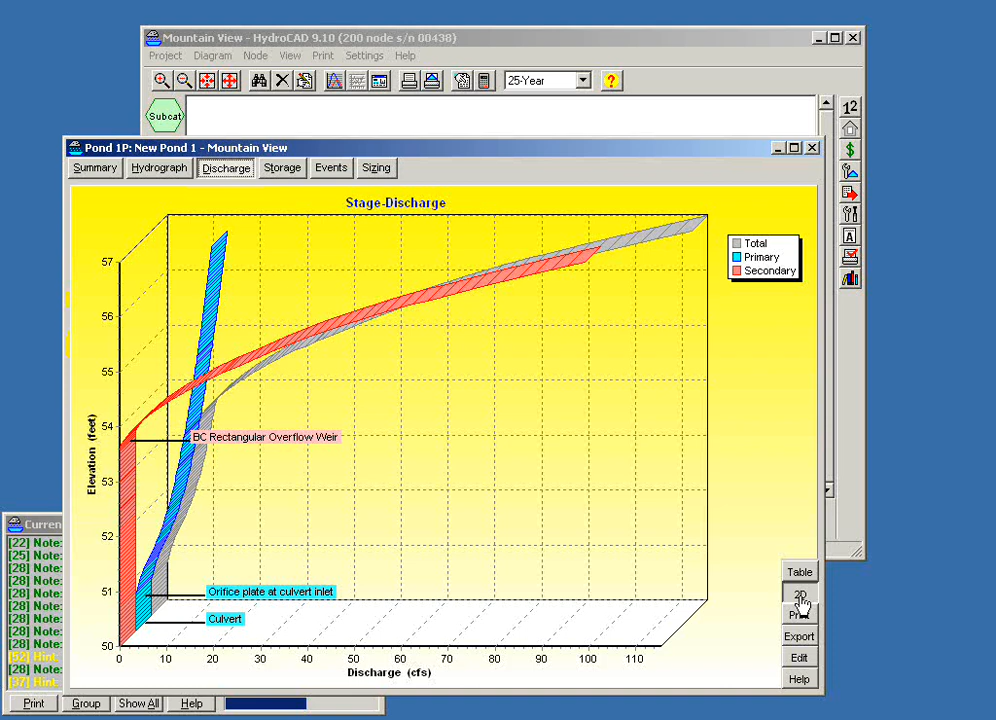 Mountain View - HydroCAD 9.10 (200 node s/n 00438)
Project Diagram Node View Print Settings Help
25-Year
?
12
Subcat
$
A
Pond 1P: New Pond 1 - Mountain View
Summary Hydrograph Discharge Storage Events Sizing
Stage-Discharge
Total
Primary
Secondary
57
56
55
54
53
52
51
50
Elevation (feet)
BC Rectangular Overflow Weir
Orifice plate at culvert inlet
Culvert
0 10 20 30 40 50 60 70 80 90 100 110
Discharge (cfs)
Table
2D
Export
Edit
Help
[22] Note:
[25] Note:
[28] Note:
[28] Note:
[28] Note:
[28] Note:
[28] Note:
[28] Note:
[28] Note:
[28] Note:
[37] Hint:
Print Group Show All Help